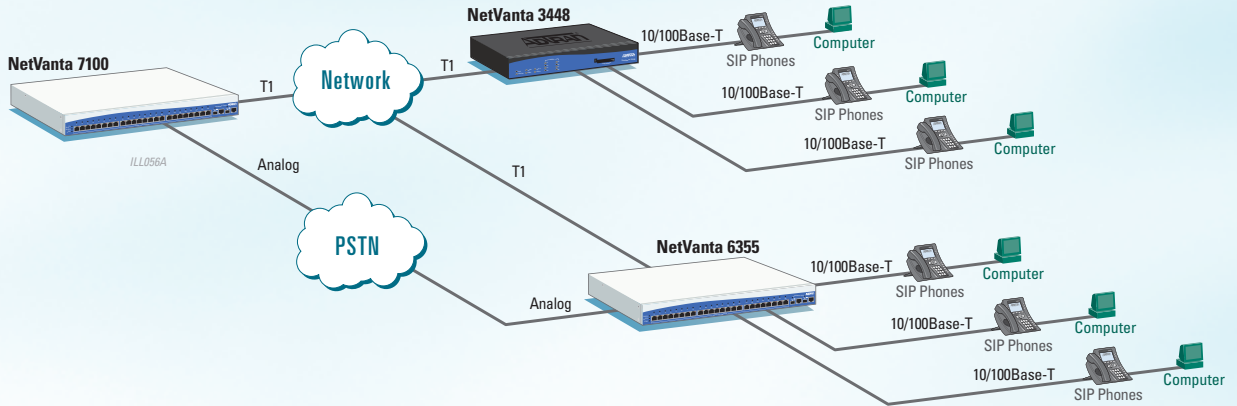 NetVanta 3448
10/100Base-T
SIP Phones
Computer
NetVanta 7100
T1
Network
T1
ADTRAN
10/100Base-T
SIP Phones
Computer
10/100Base-T
SIP Phones
Computer
ILL056A
Analog
T1
PSTN
NetVanta 6355
10/100Base-T
SIP Phones
Computer
Analog
10/100Base-T
SIP Phones
Computer
10/100Base-T
SIP Phones
Computer